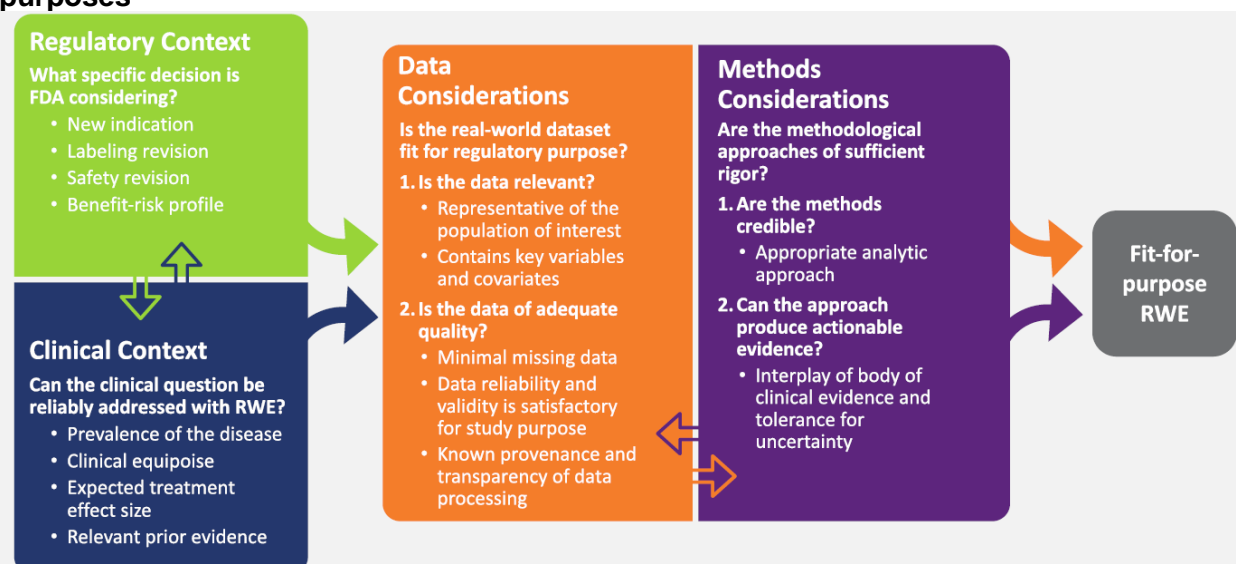 purposes
Regulatory Context
What specific decision is
FDA considering?
• New indication
• Labeling revision
• Safety revision
• Benefit-risk profile
Clinical Context
Can the clinical question be
reliably addressed with RWE?
• Prevalence of the disease
• Clinical equipoise
• Expected treatment
effect size
• Relevant prior evidence
Data
Considerations
Is the real-world dataset
fit for regulatory purpose?
1. Is the data relevant?
• Representative of the
population of interest
• Contains key variables
and covariates
2. Is the data of adequate
quality?
• Minimal missing data
• Data reliability and
validity is satisfactory
for study purpose
• Known provenance and
transparency of data
processing
Methods
Considerations
Are the methodological
approaches of sufficient
rigor?
1. Are the methods
credible?
• Appropriate analytic
approach
2. Can the approach
produce actionable
evidence?
• Interplay of body of
clinical evidence and
tolerance for
uncertainty
Fit-for-
purpose
RWE